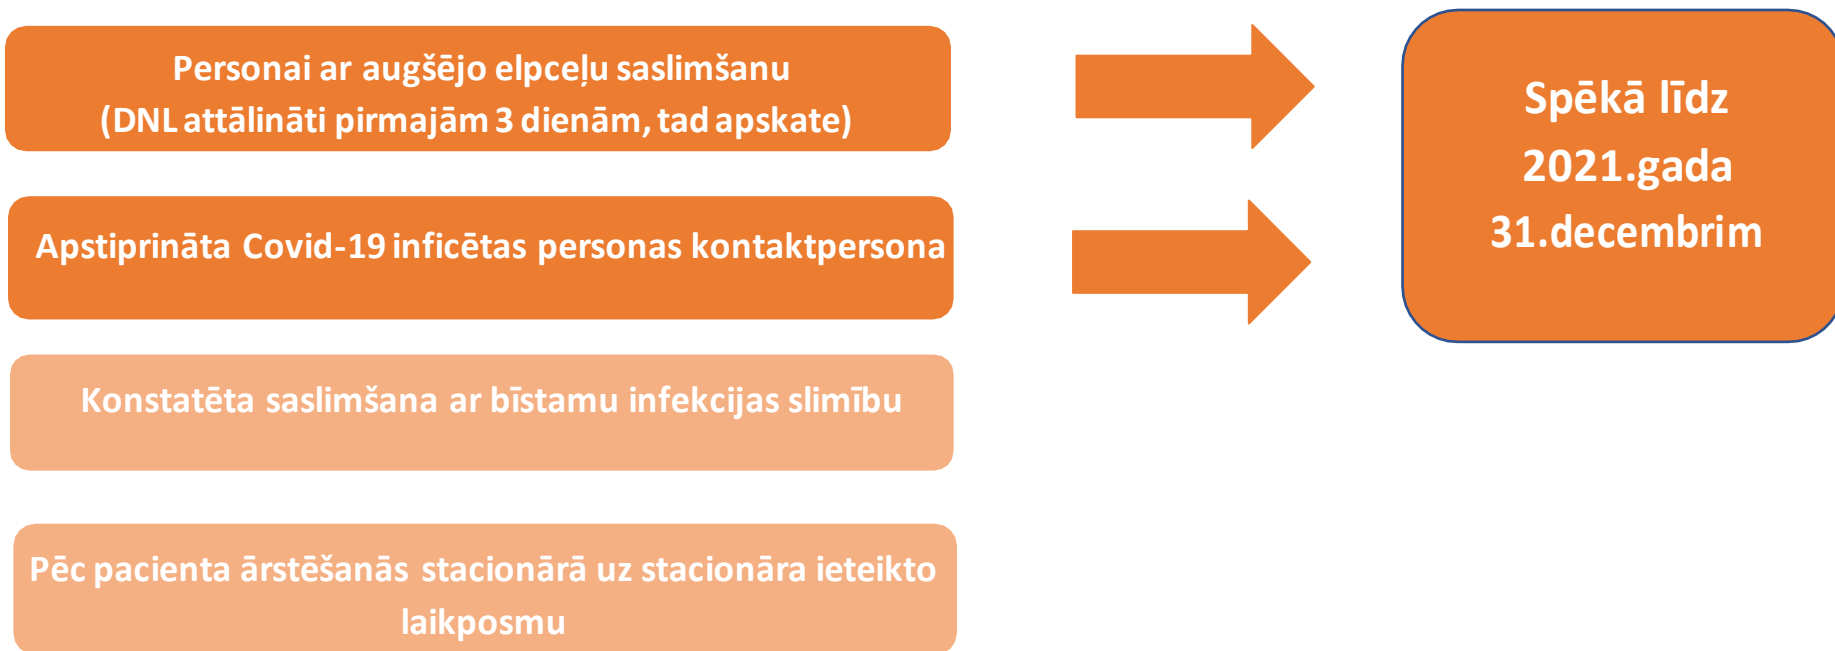 Personai ar augšējo elpceļu saslimšanu
(DNL attālināti pirmajām 3 dienām, tad apskate)
Apstiprināta Covid-19 inficētas personas kontaktpersona
Konstatēta saslimšana ar bīstamu infekcijas slimību
Pēc pacienta ārstēšanās stacionārā uz stacionāra ieteikto
laikposmu
Spēkā līdz
2021.gada
31.decembrim